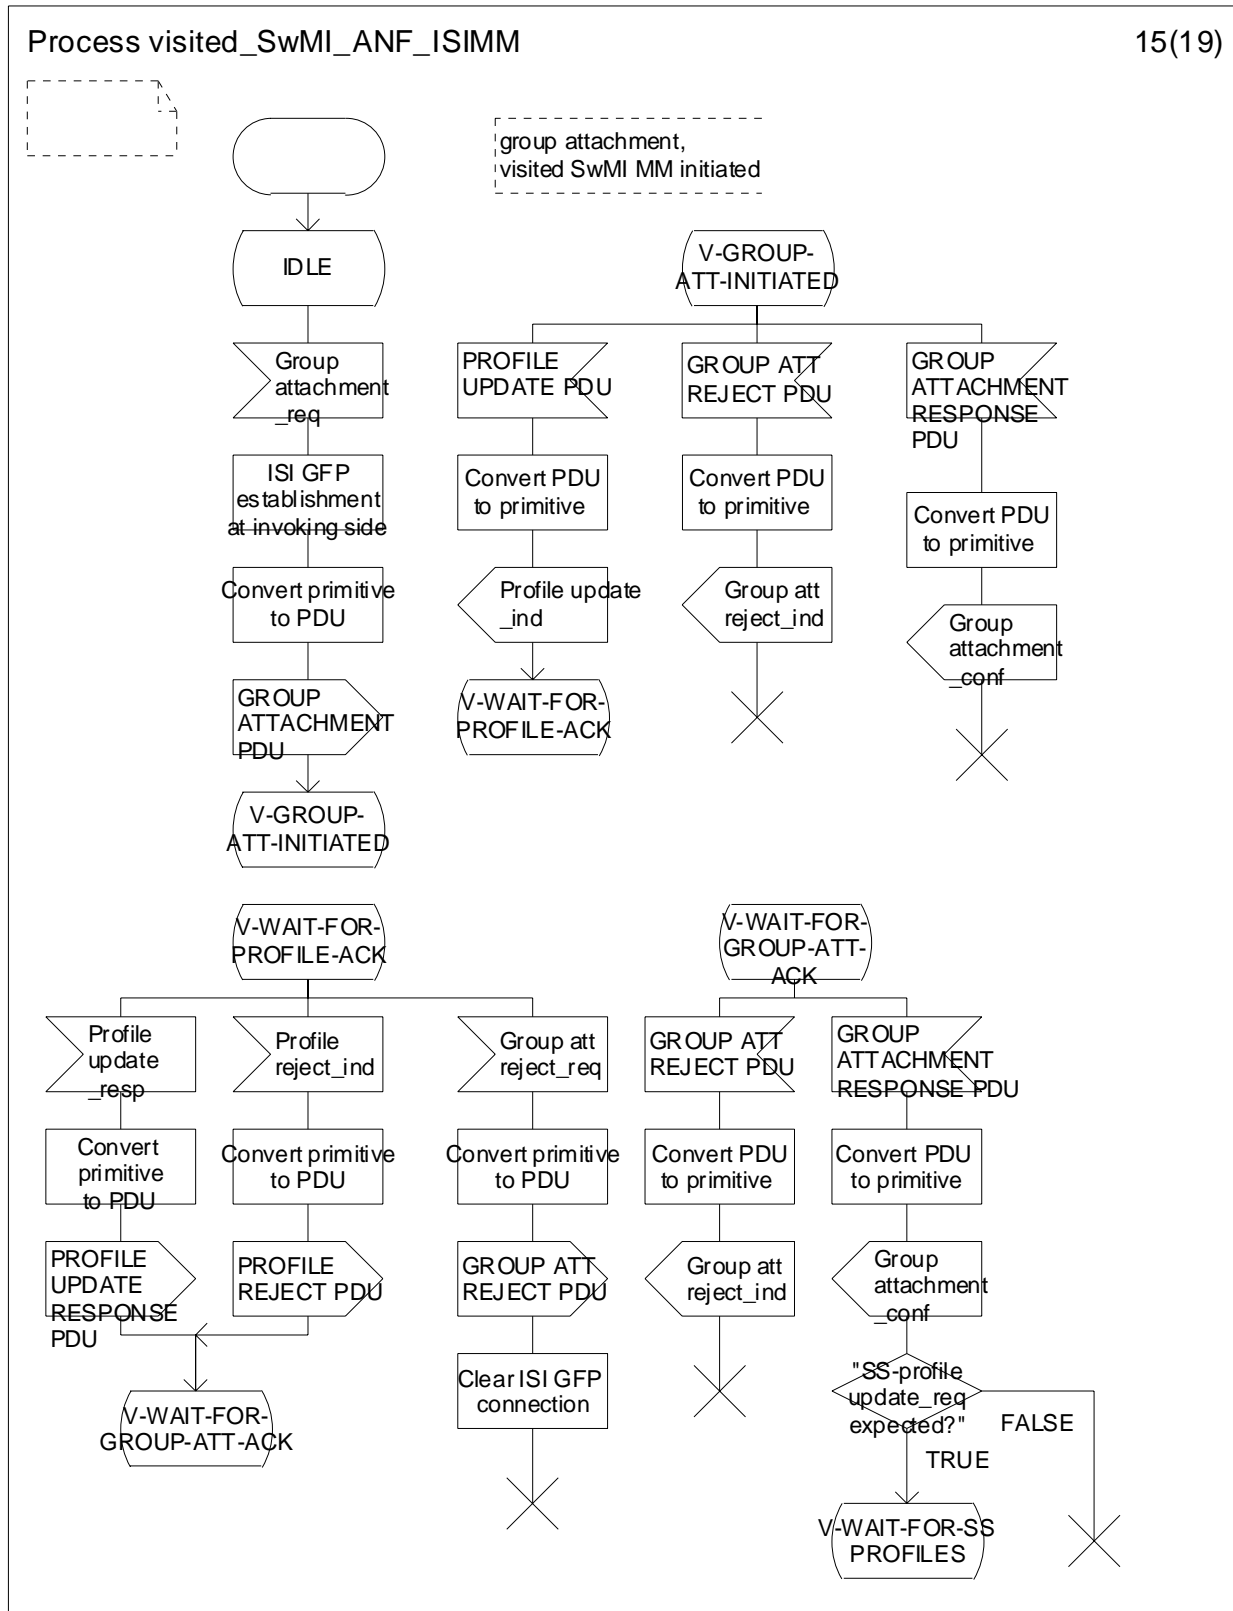 Process visited_SwMI_ANF_ISIMM
15(19)
group attachment,
visited SwMI MM initiated
IDLE
Group
attachment
_req
ISI GFP
establishment
at invoking side
Convert primitive
to PDU
GROUP
ATTACHMENT
PDU
V-GROUP-
ATT-INITIATED
V-GROUP-
ATT-INITIATED
PROFILE
UPDATE PDU
Convert PDU
to primitive
Profile update
_ind
V-WAIT-FOR-
PROFILE-ACK
GROUP ATT
REJECT PDU
Convert PDU
to primitive
Group att
reject_ind
GROUP
ATTACHMENT
RESPONSE
PDU
Convert PDU
to primitive
Group
attachment
_conf
V-WAIT-FOR-
PROFILE-ACK
Profile
update
_resp
Convert
primitive
to PDU
PROFILE
UPDATE
RESPONSE
PDU
Profile
reject_ind
Convert primitive
to PDU
PROFILE
REJECT PDU
V-WAIT-FOR-
GROUP-ATT-ACK
Group att
reject_req
Convert primitive
to PDU
GROUP ATT
REJECT PDU
Clear ISI GFP
connection
V-WAIT-FOR-
GROUP-ATT-
ACK
GROUP ATT
REJECT PDU
Convert PDU
to primitive
Group att
reject_ind
GROUP
ATTACHMENT
RESPONSE PDU
Convert PDU
to primitive
Group
attachment
_conf
"SS-profile
update_req
expected?"
FALSE
TRUE
V-WAIT-FOR-SS
PROFILES